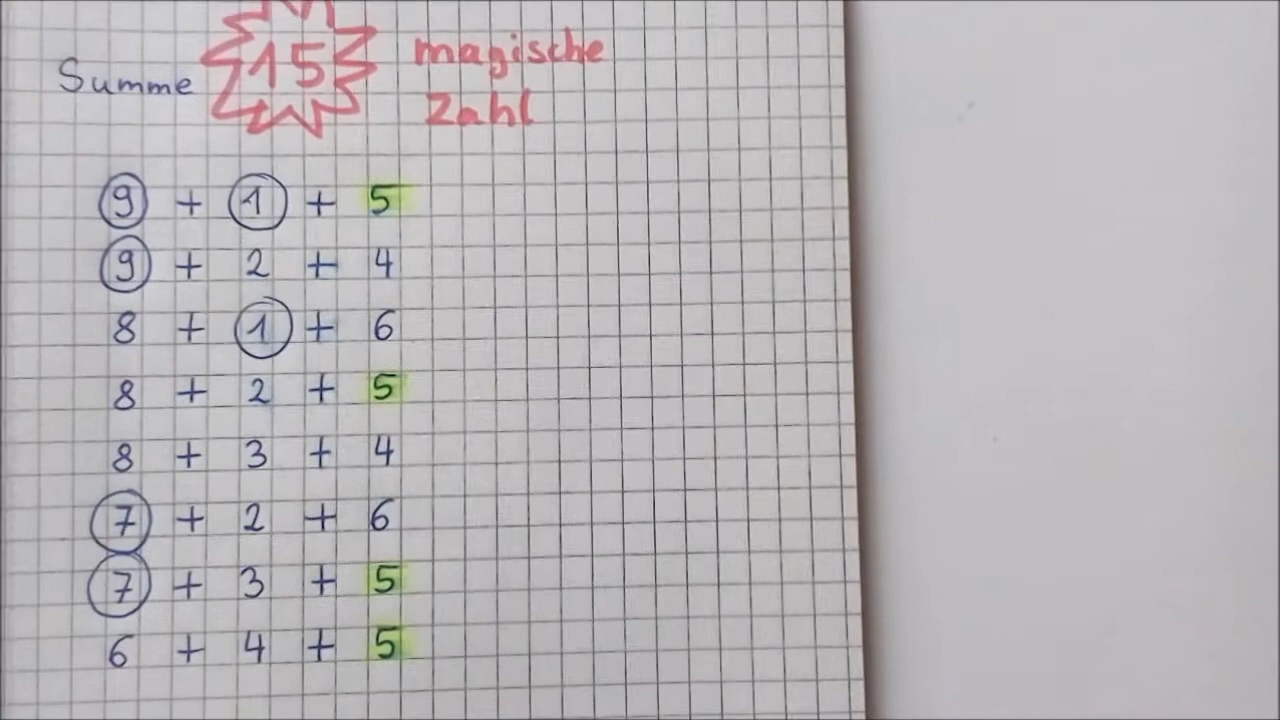 Summe 15 magische
Zahl
9 + 1 + 5
9 + 2 + 4
8 + 1 + 6
8 + 2 + 5
8 + 3 + 4
7 + 2 + 6
7 + 3 + 5
6 + 4 + 5